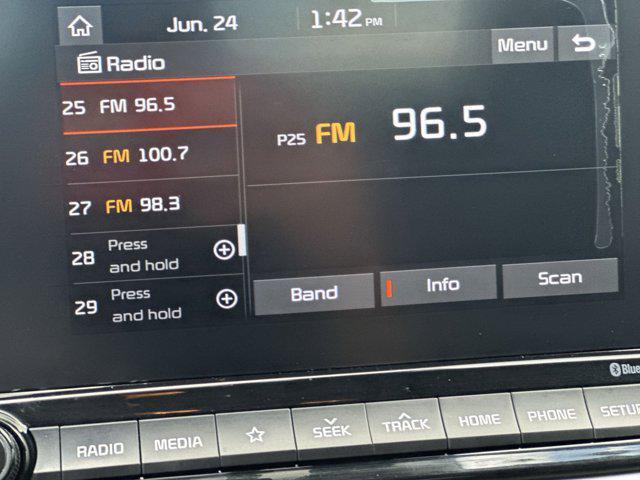 Jun. 24
1:42 PM
Radio
Menu
25 FM 96.5
26 FM 100.7
27 FM 98.3
28 Press and hold
29 Press and hold
P25 FM 96.5
Band
Info
Scan
RADIO
MEDIA
SEEK
TRACK
HOME
PHONE